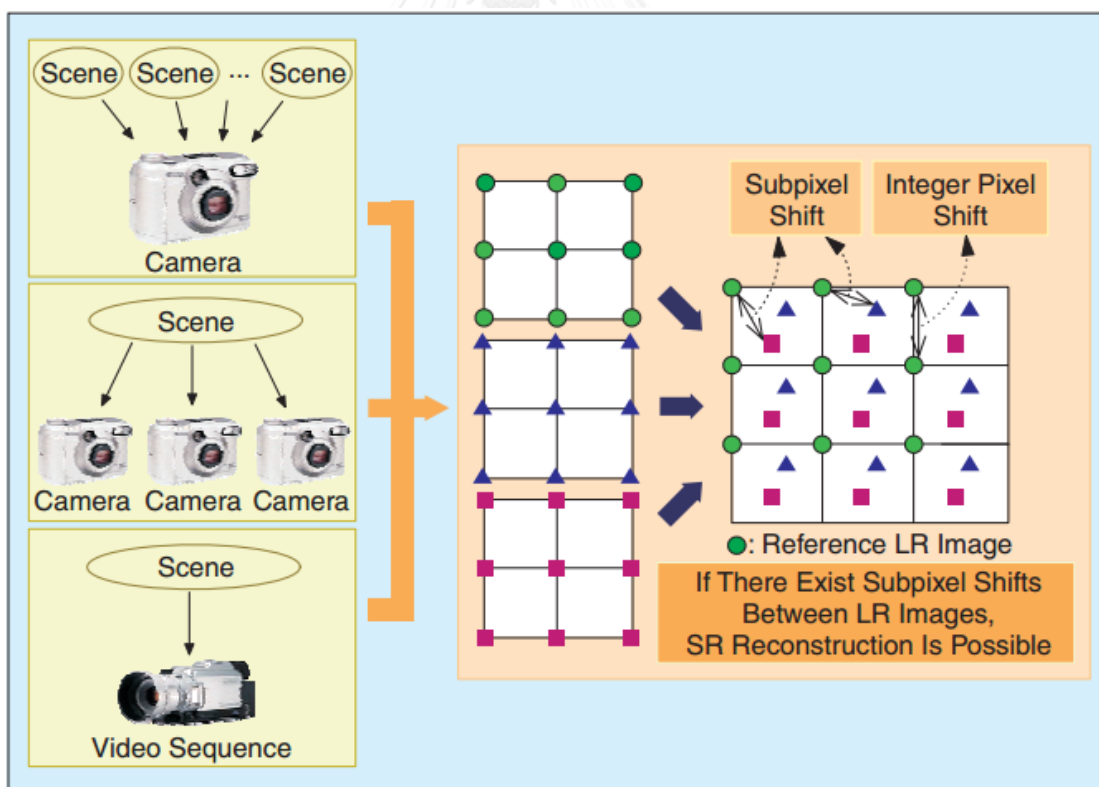 Scene Scene ... Scene
Camera
Scene
Camera Camera Camera
Scene
Video Sequence
Subpixel
Shift
Integer Pixel
Shift
: Reference LR Image
If There Exist Subpixel Shifts
Between LR Images,
SR Reconstruction Is Possible